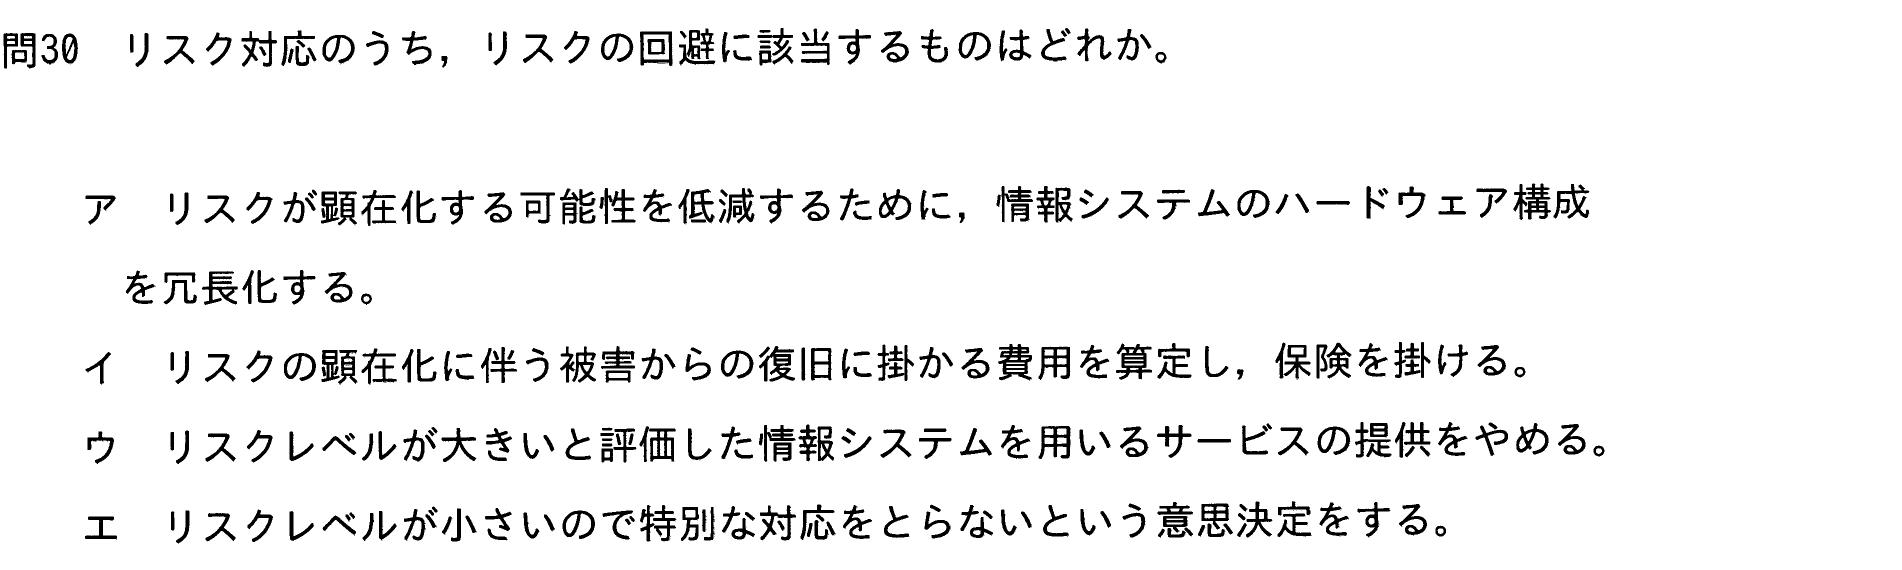 問30　リスク対応のうち，リスクの回避に該当するものはどれか。
ア　リスクが顕在化する可能性を低減するために，情報システムのハードウェア構成
を冗長化する。
イ　リスクの顕在化に伴う被害からの復旧に掛かる費用を算定し，保険を掛ける。
ウ　リスクレベルが大きいと評価した情報システムを用いるサービスの提供をやめる。
エ　リスクレベルが小さいので特別な対応をとらないという意思決定をする。